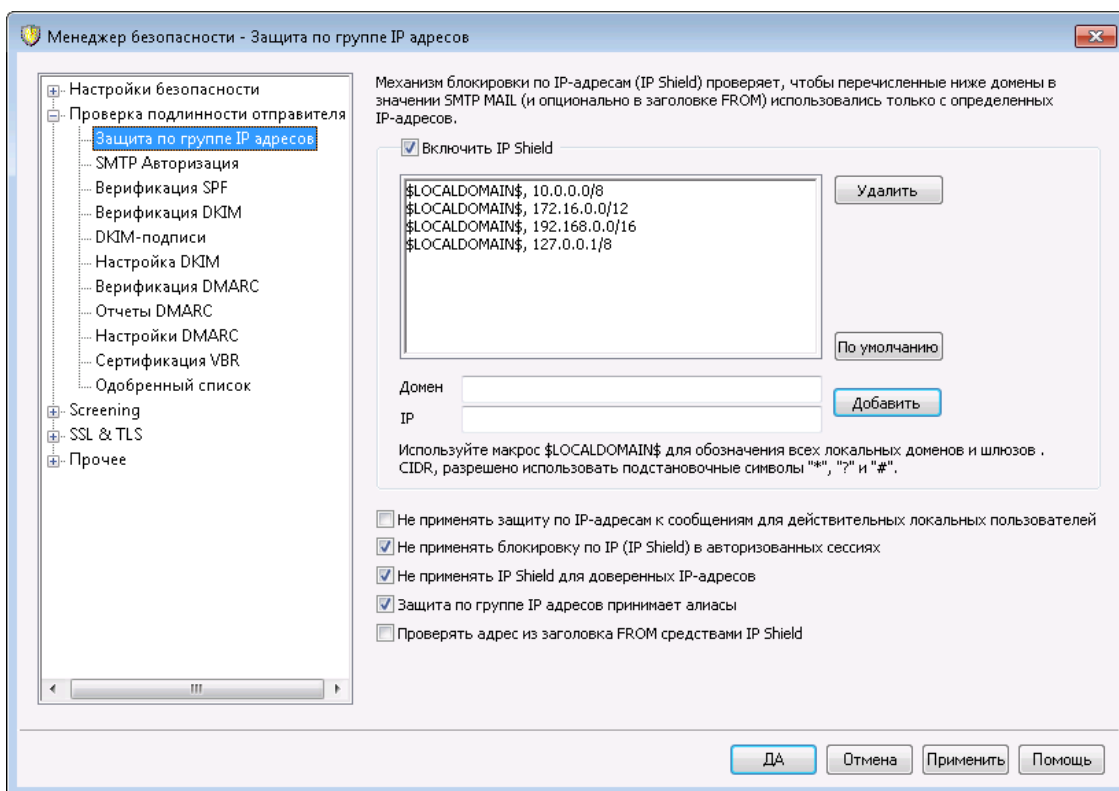 Менеджер безопасности - Защита по группе IP адресов
Настройки безопасности
Проверка подлинности отправителя
Защита по группе IP адресов
SMTP Авторизация
Верификация SPF
Верификация DKIM
DKIM-подписи
Настройка DKIM
Верификация DMARC
Отчеты DMARC
Настройки DMARC
Сертификация VBR
Одобренный список
Screening
SSL & TLS
Прочее
Механизм блокировки по IP-адресам (IP Shield) проверяет, чтобы перечисленные ниже домены в
значении SMTP MAIL (и опционально в заголовке FROM) использовались только с определенных
IP-адресов.
Включить IP Shield
$LOCALDOMAIN$, 10.0.0.0/8
$LOCALDOMAIN$, 172.16.0.0/12
$LOCALDOMAIN$, 192.168.0.0/16
$LOCALDOMAIN$, 127.0.0.1/8
Удалить
По умолчанию
Домен
IP
Добавить
Используйте макрос $LOCALDOMAIN$ для обозначения всех локальных доменов и шлюзов .
CIDR, разрешено использовать подстановочные символы "*", "?" и "#".
Не применять защиту по IP-адресам к сообщениям для действительных локальных пользователей
Не применять блокировку по IP (IP Shield) в авторизованных сессиях
Не применять IP Shield для доверенных IP-адресов
Защита по группе IP адресов принимает алиасы
Проверять адрес из заголовка FROM средствами IP Shield
ДА
Отмена
Применить
Помощь